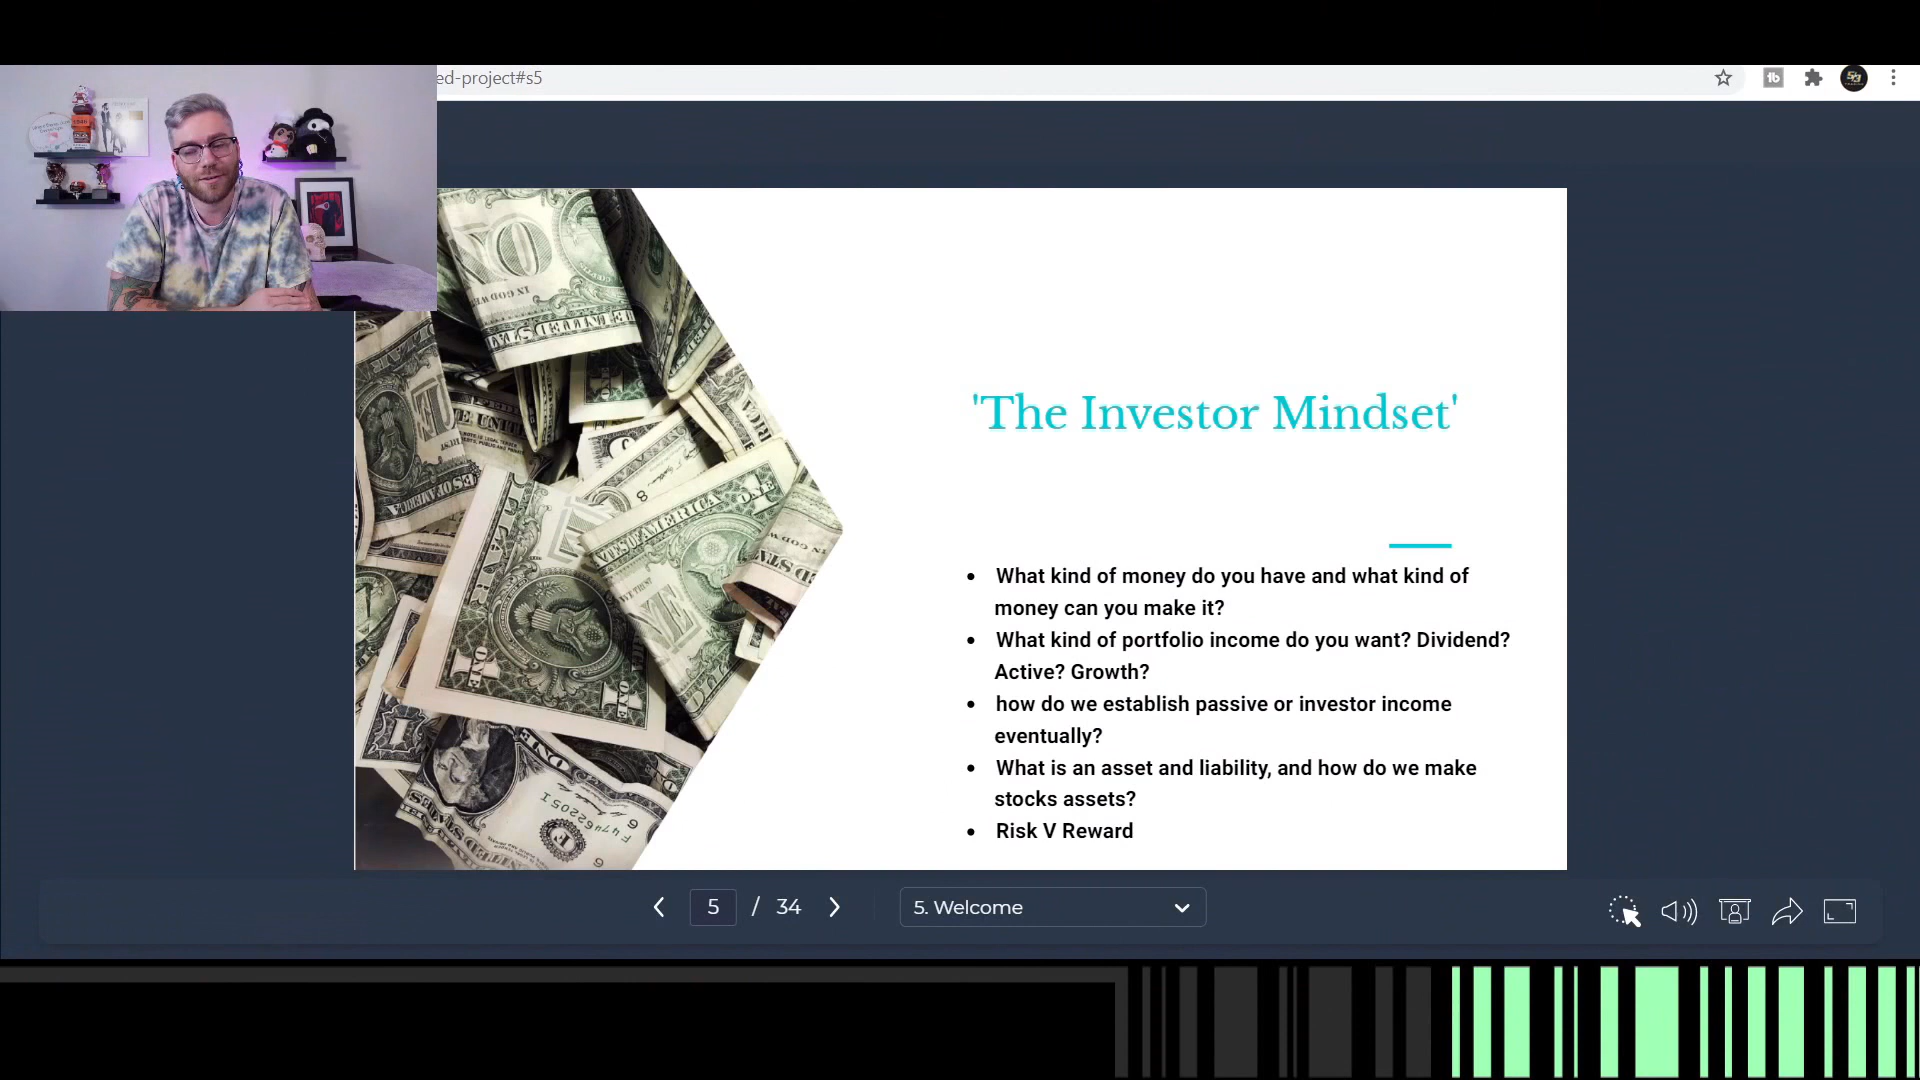 ed-project#s5
'The Investor Mindset'
• What kind of money do you have and what kind of
money can you make it?
• What kind of portfolio income do you want? Dividend?
Active? Growth?
• how do we establish passive or investor income
eventually?
• What is an asset and liability, and how do we make
stocks assets?
• Risk V Reward
5 / 34
5. Welcome